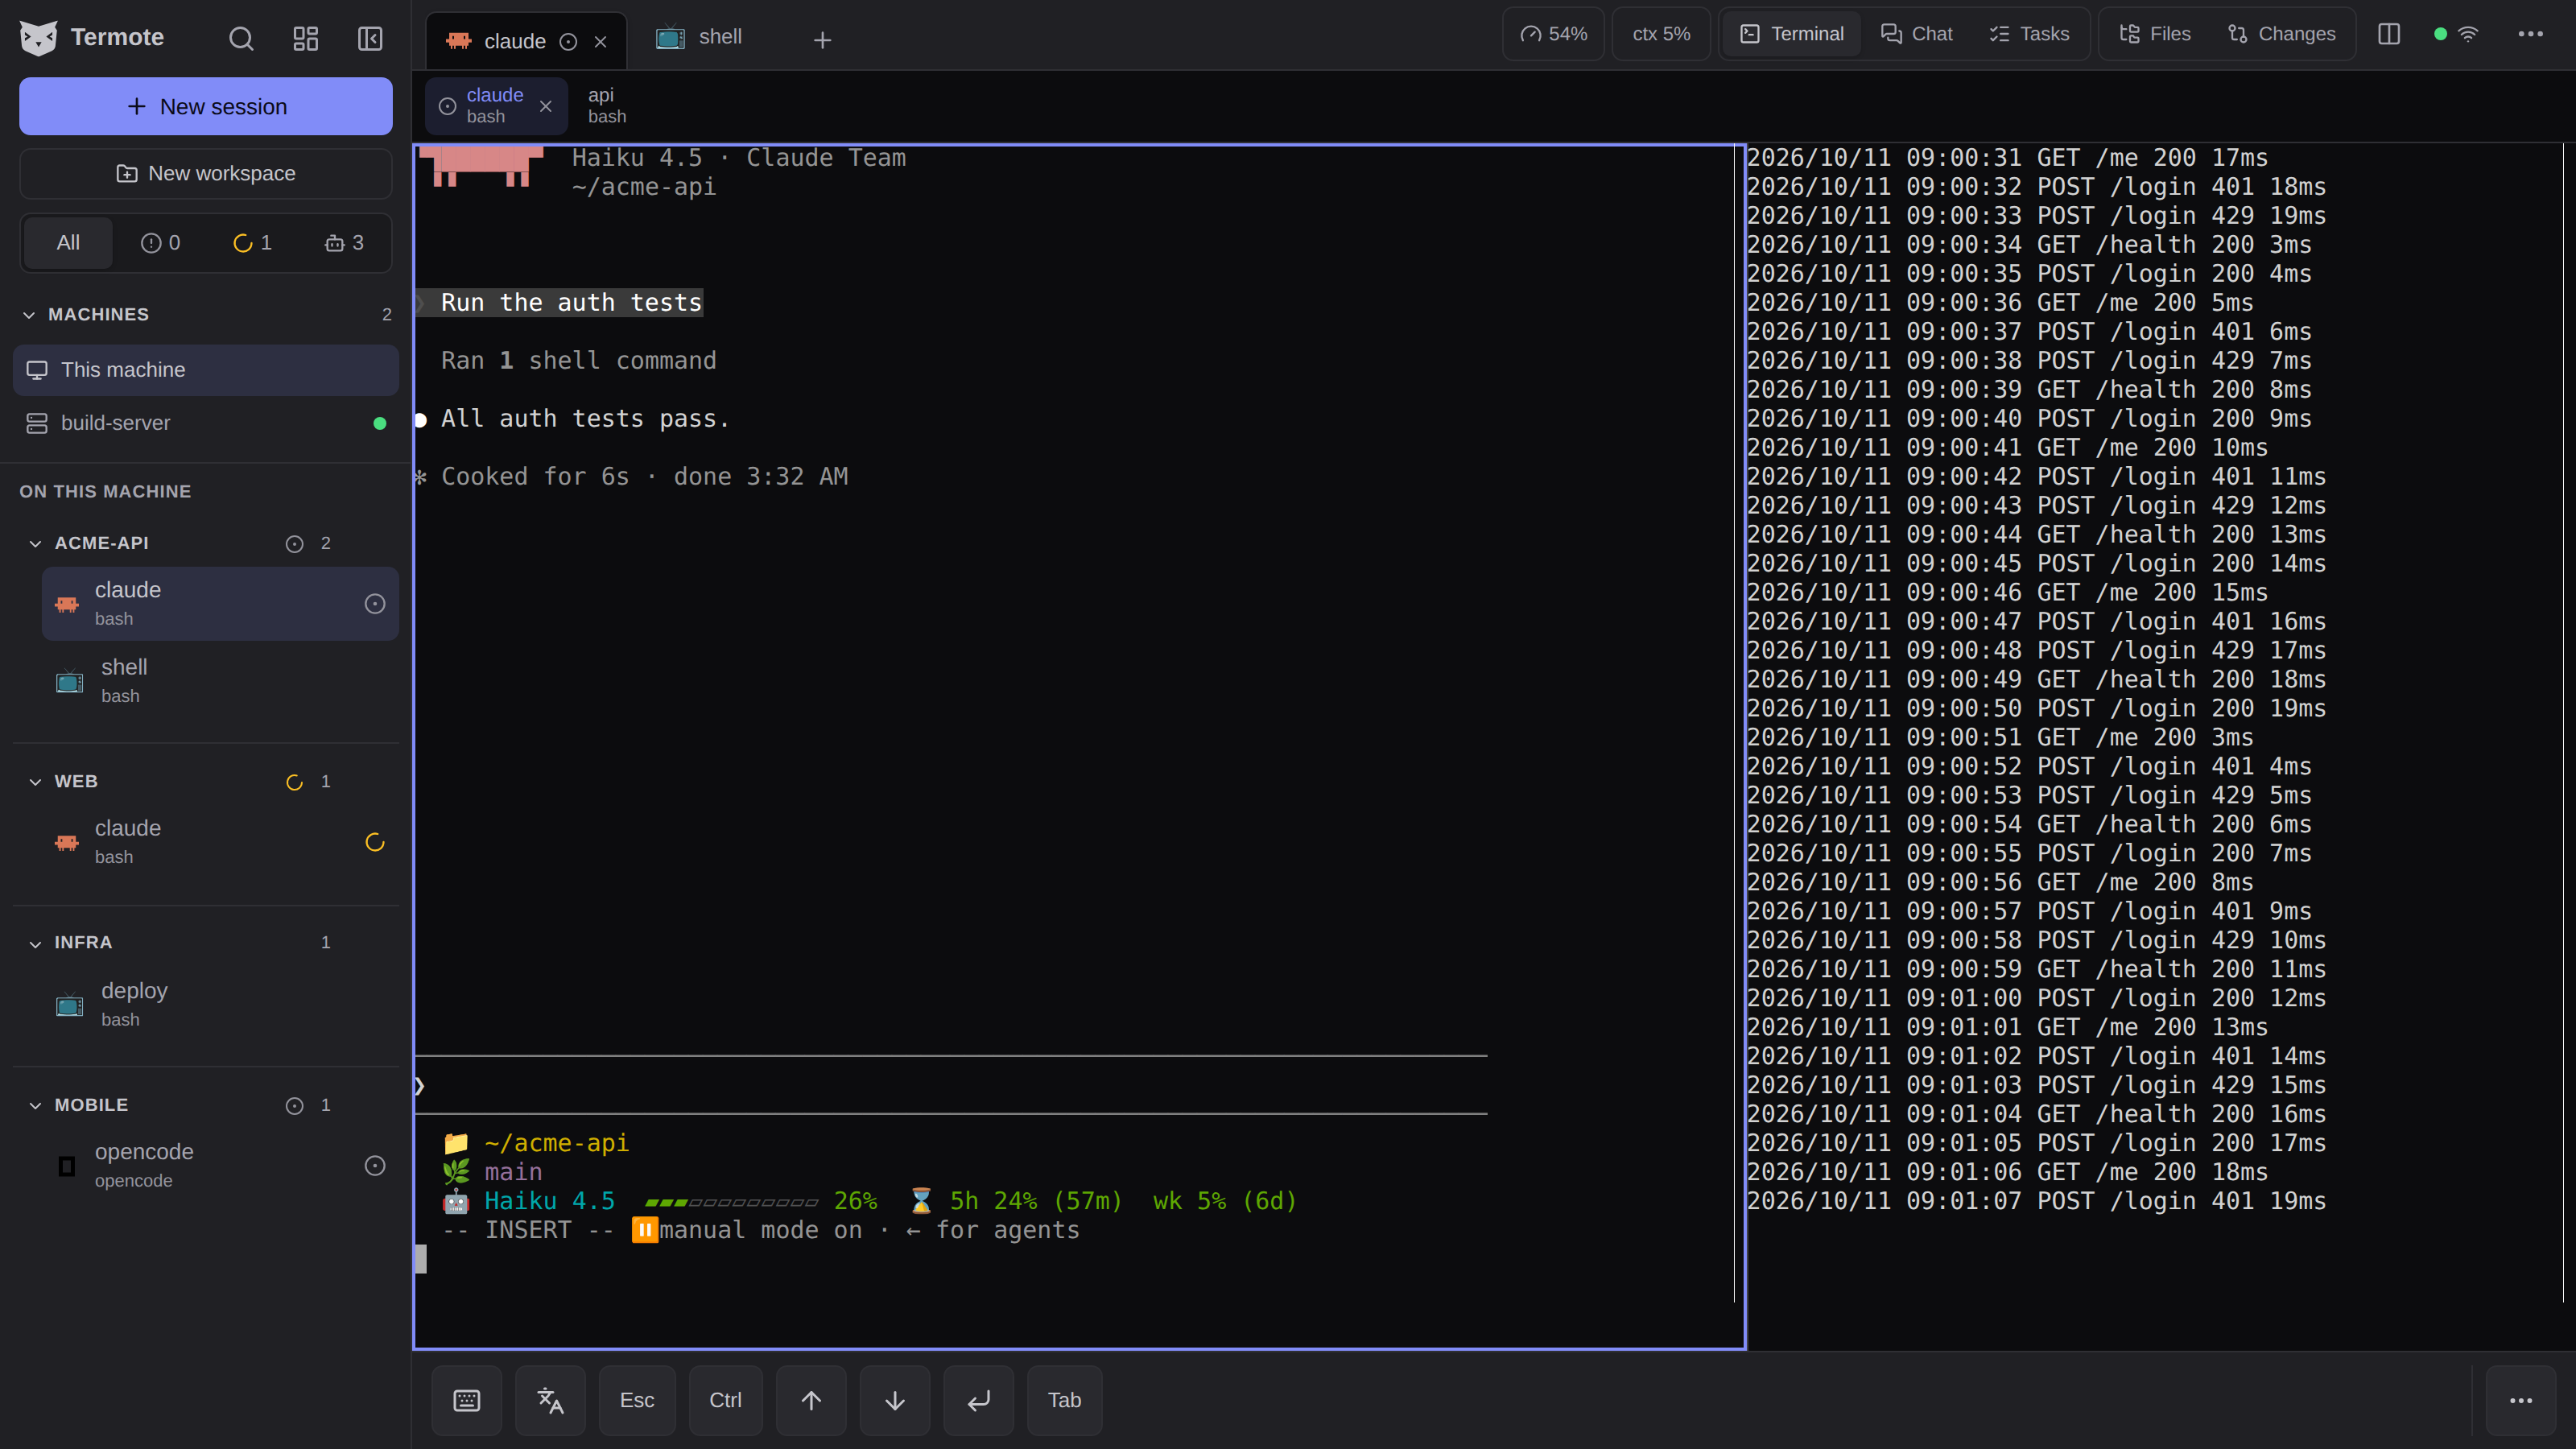 Termote
New session
New workspace
All
0
1
3
MACHINES
2
This machine
build-server
ON THIS MACHINE
ACME-API
2
claude
bash
shell
bash
WEB
1
claude
bash
INFRA
1
deploy
bash
MOBILE
1
opencode
opencode
claude
shell
54%
ctx 5%
Terminal
Chat
Tasks
Files
Changes
claude
bash
api
bash
Haiku 4.5 · Claude Team
~/acme-api
❯ Run the auth tests
Ran 1 shell command
● All auth tests pass.
✻ Cooked for 6s · done 3:32 AM
❯
~/acme-api
main
Haiku 4.5 ▰▰▰▱▱▱▱▱▱▱▱▱ 26% ⌛ 5h 24% (57m) wk 5% (6d)
-- INSERT -- ⏸manual mode on · ← for agents
2026/10/11 09:00:31 GET /me 200 17ms
2026/10/11 09:00:32 POST /login 401 18ms
2026/10/11 09:00:33 POST /login 429 19ms
2026/10/11 09:00:34 GET /health 200 3ms
2026/10/11 09:00:35 POST /login 200 4ms
2026/10/11 09:00:36 GET /me 200 5ms
2026/10/11 09:00:37 POST /login 401 6ms
2026/10/11 09:00:38 POST /login 429 7ms
2026/10/11 09:00:39 GET /health 200 8ms
2026/10/11 09:00:40 POST /login 200 9ms
2026/10/11 09:00:41 GET /me 200 10ms
2026/10/11 09:00:42 POST /login 401 11ms
2026/10/11 09:00:43 POST /login 429 12ms
2026/10/11 09:00:44 GET /health 200 13ms
2026/10/11 09:00:45 POST /login 200 14ms
2026/10/11 09:00:46 GET /me 200 15ms
2026/10/11 09:00:47 POST /login 401 16ms
2026/10/11 09:00:48 POST /login 429 17ms
2026/10/11 09:00:49 GET /health 200 18ms
2026/10/11 09:00:50 POST /login 200 19ms
2026/10/11 09:00:51 GET /me 200 3ms
2026/10/11 09:00:52 POST /login 401 4ms
2026/10/11 09:00:53 POST /login 429 5ms
2026/10/11 09:00:54 GET /health 200 6ms
2026/10/11 09:00:55 POST /login 200 7ms
2026/10/11 09:00:56 GET /me 200 8ms
2026/10/11 09:00:57 POST /login 401 9ms
2026/10/11 09:00:58 POST /login 429 10ms
2026/10/11 09:00:59 GET /health 200 11ms
2026/10/11 09:01:00 POST /login 200 12ms
2026/10/11 09:01:01 GET /me 200 13ms
2026/10/11 09:01:02 POST /login 401 14ms
2026/10/11 09:01:03 POST /login 429 15ms
2026/10/11 09:01:04 GET /health 200 16ms
2026/10/11 09:01:05 POST /login 200 17ms
2026/10/11 09:01:06 GET /me 200 18ms
2026/10/11 09:01:07 POST /login 401 19ms
Esc
Ctrl
Tab